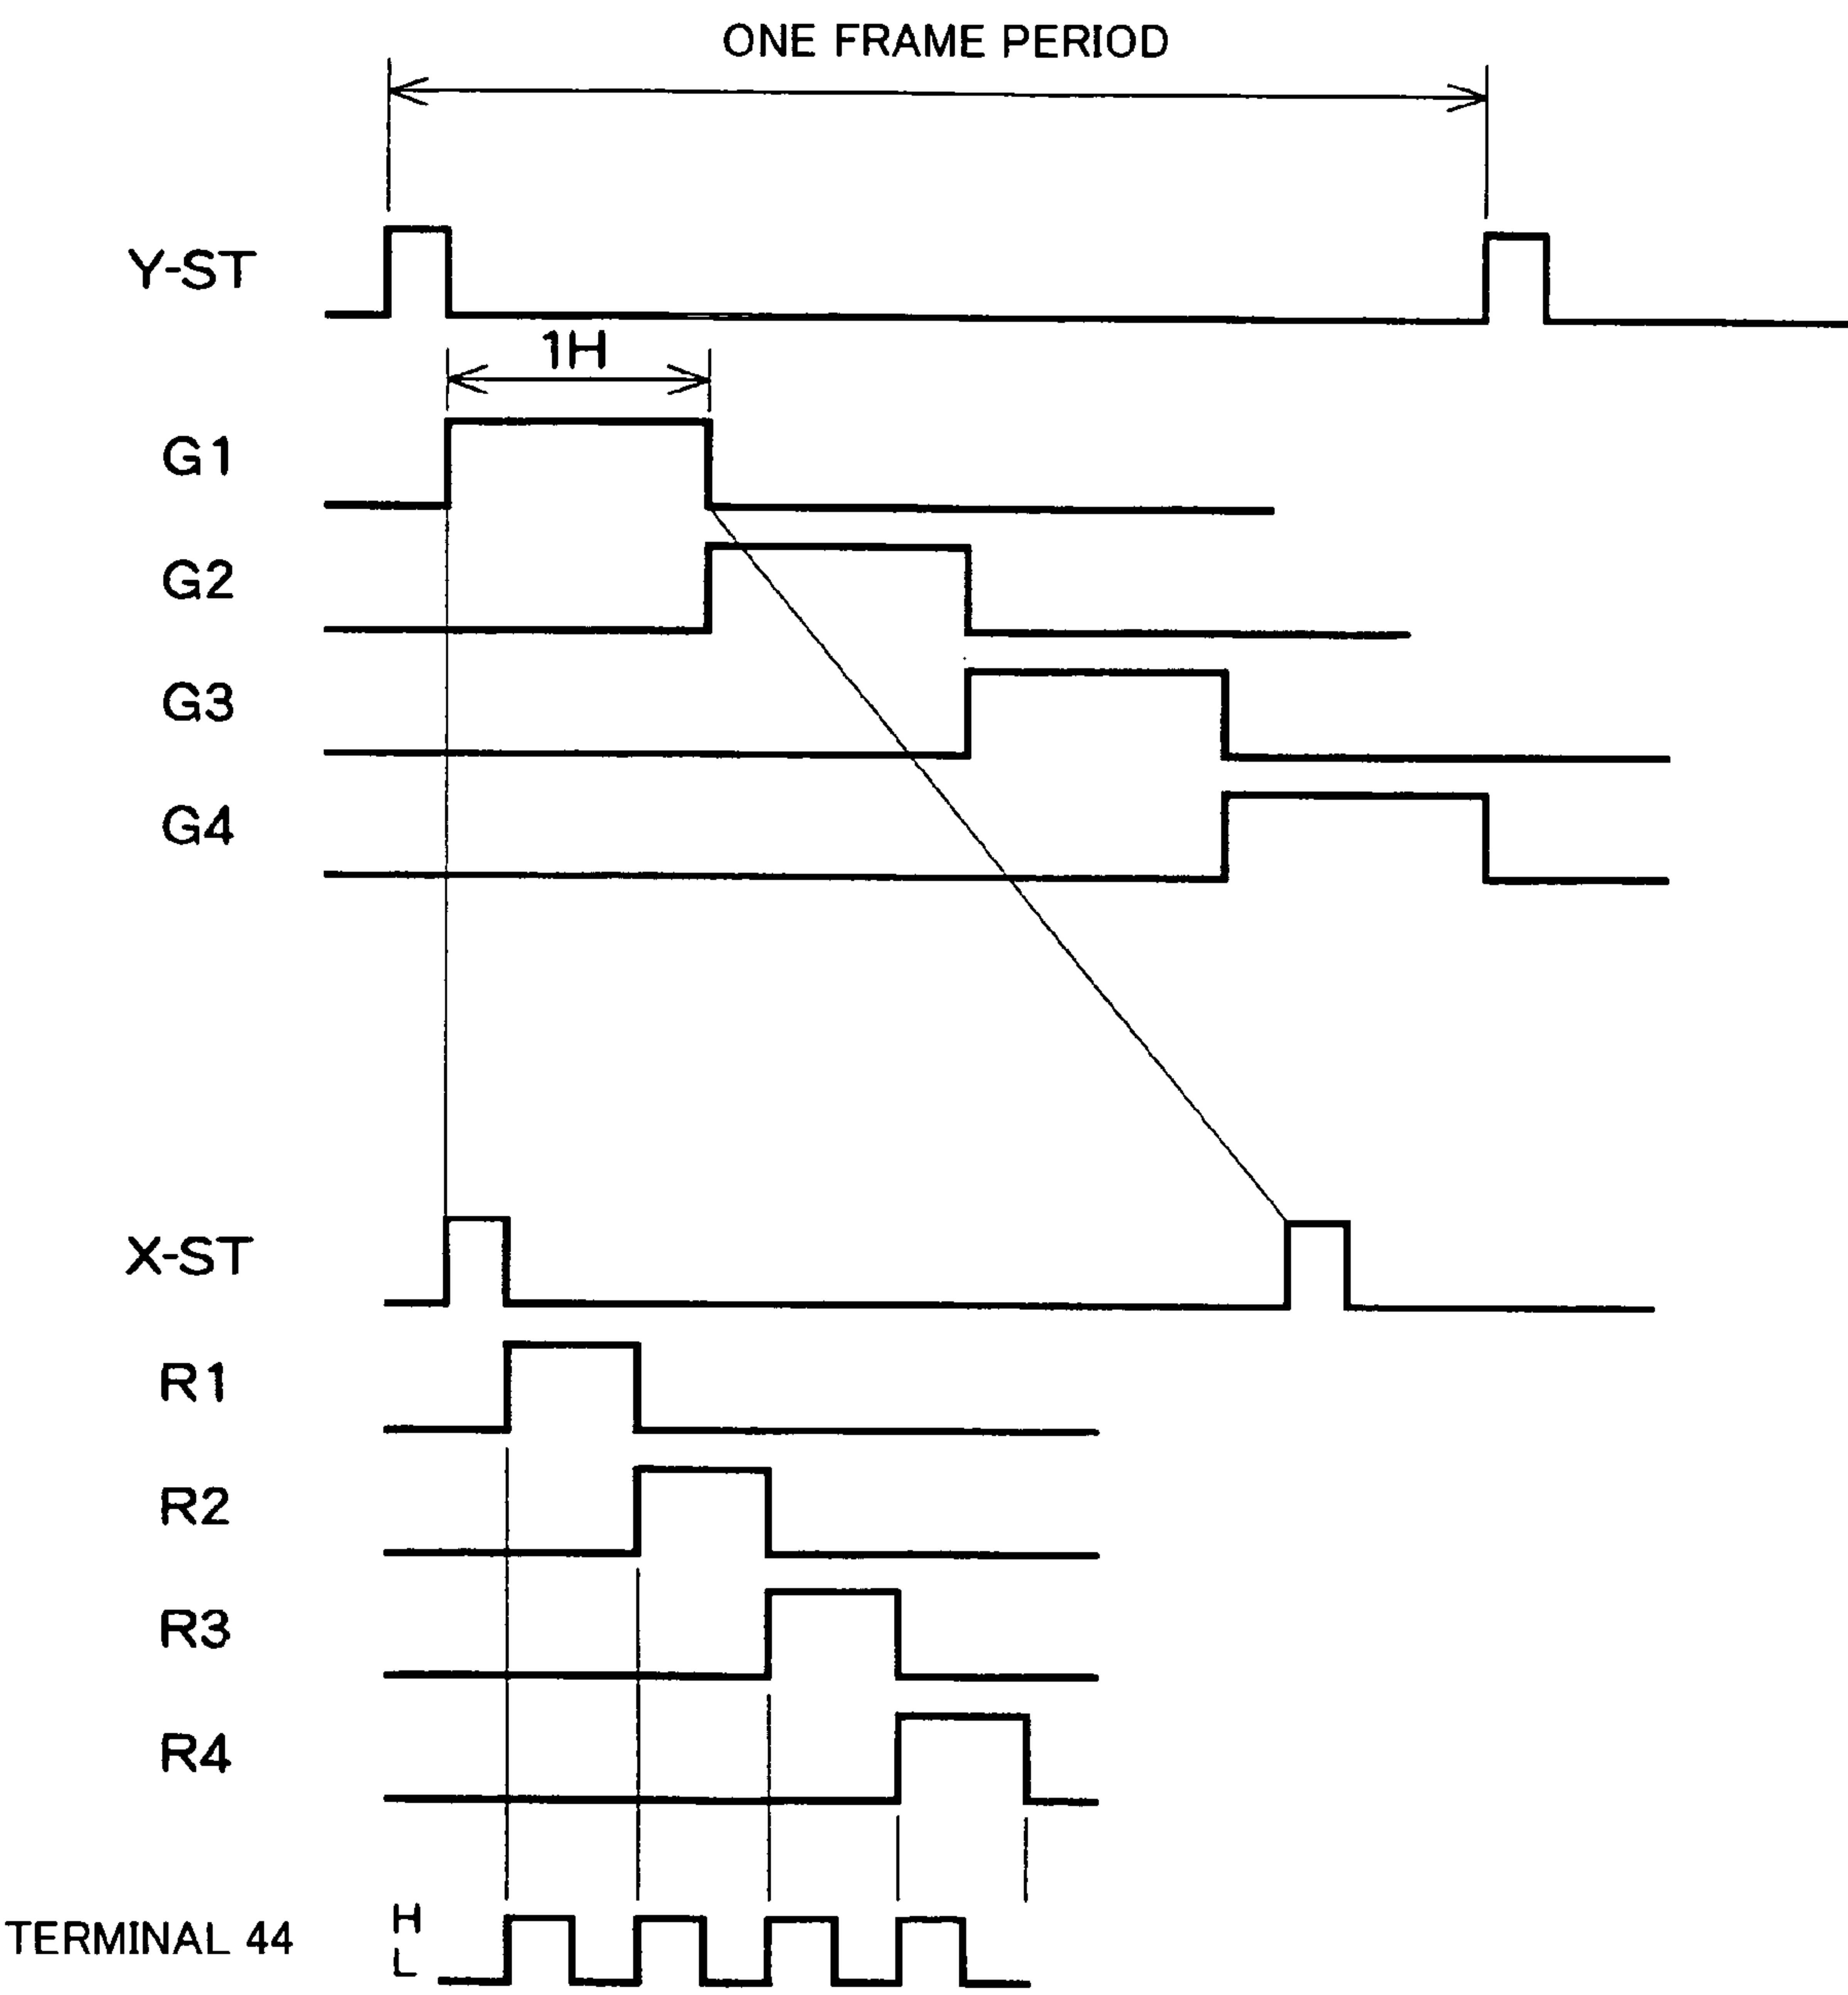 ONE FRAME PERIOD
Y-ST
1H
G1
G2
G3
G4
X-ST
R1
R2
R3
R4
TERMINAL 44
H
L